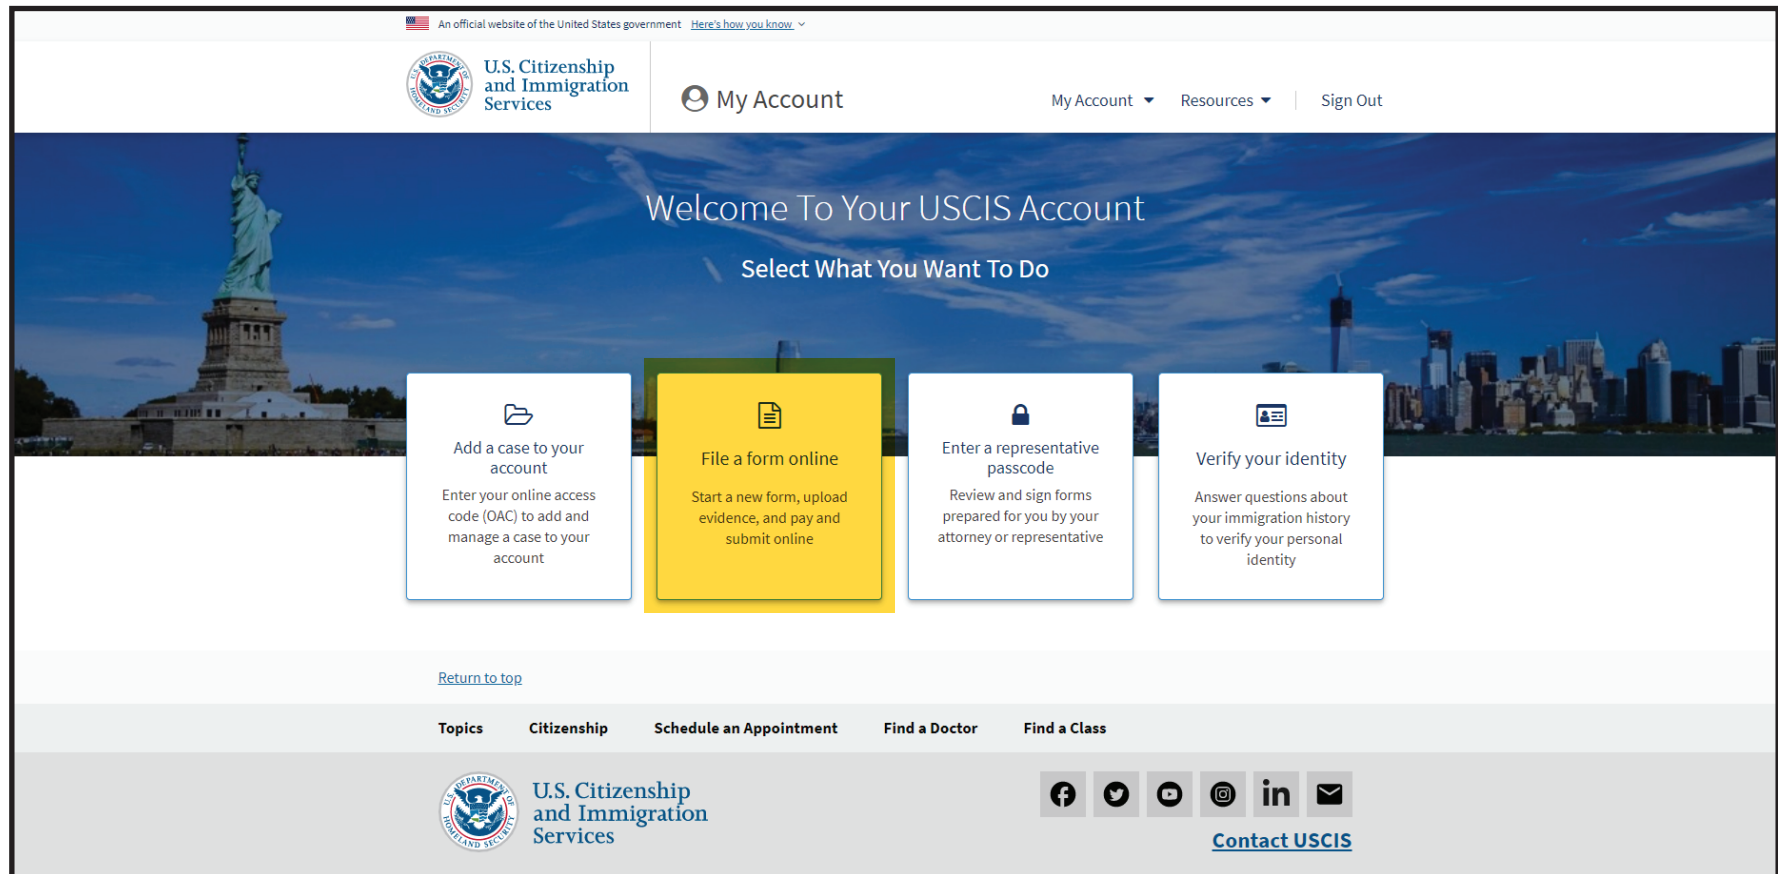 An official website of the United States government Here's how you know
U.S. Citizenship
and Immigration
Services
My Account
My Account
Resources
Sign Out
Welcome To Your USCIS Account
Select What You Want To Do
Add a case to your
account
Enter your online access
code (OAC) to add and
manage a case to your
account
File a form online
Start a new form, upload
evidence, and pay and
submit online
Enter a representative
passcode
Review and sign forms
prepared for you by your
attorney or representative
Verify your identity
Answer questions about
your immigration history
to verify your personal
identity
Return to top
Topics
Citizenship
Schedule an Appointment
Find a Doctor
Find a Class
U.S. Citizenship
and Immigration
Services
Contact USCIS